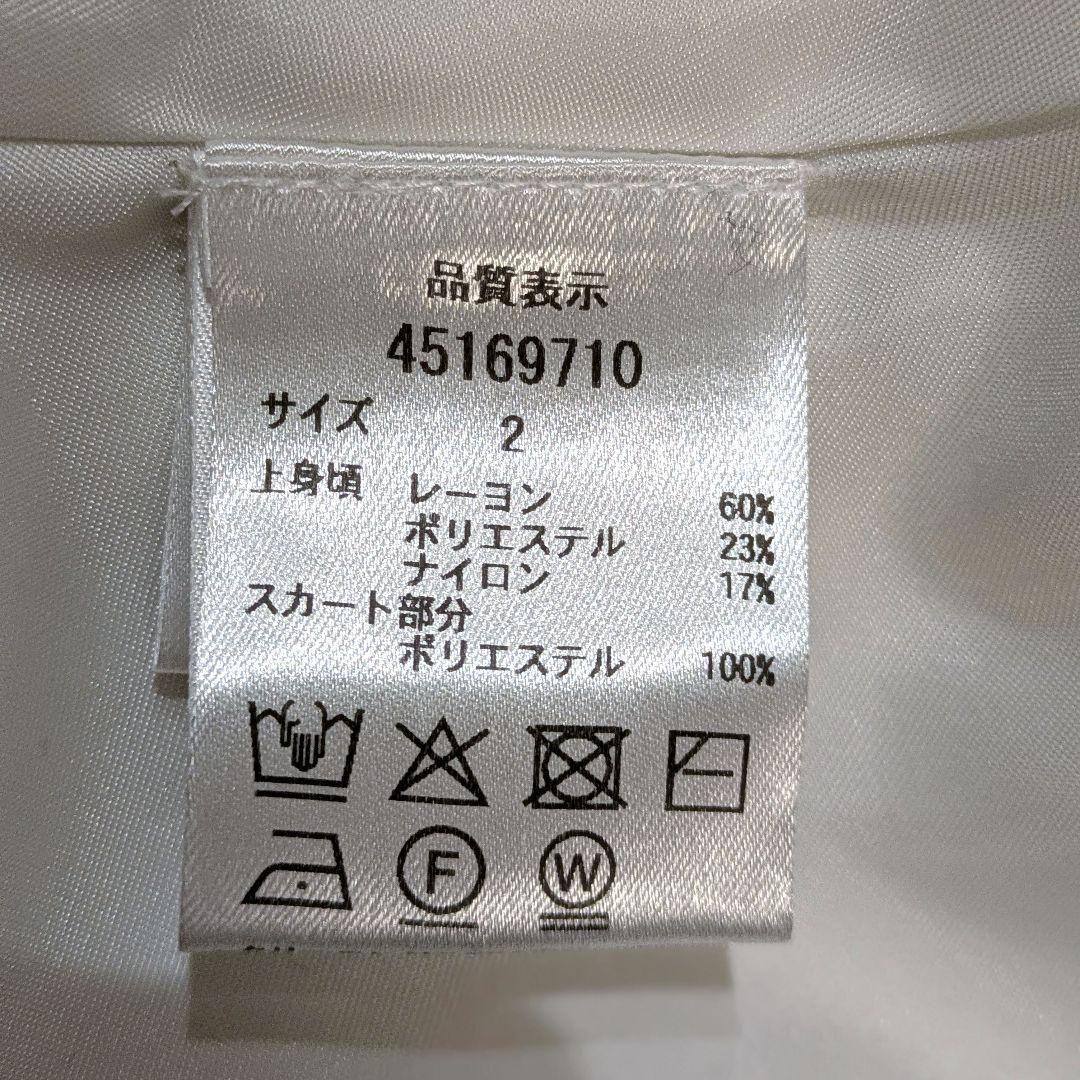 品質表示
45169710
サイズ 2
上身頃 レーヨン 60%
ポリエステル 23%
ナイロン 17%
スカート部分
ポリエステル 100%
F W